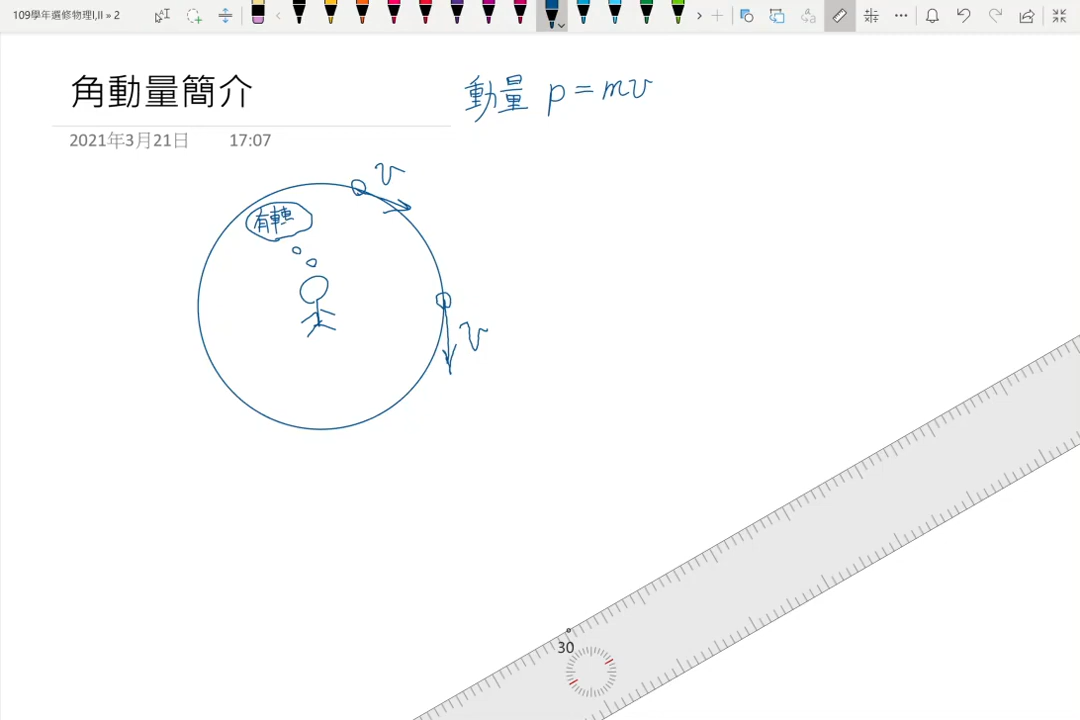 109學年選修物理I,II » 2
角動量簡介
動量 p = mv
2021年3月21日 17:07
v
有轉
v
30